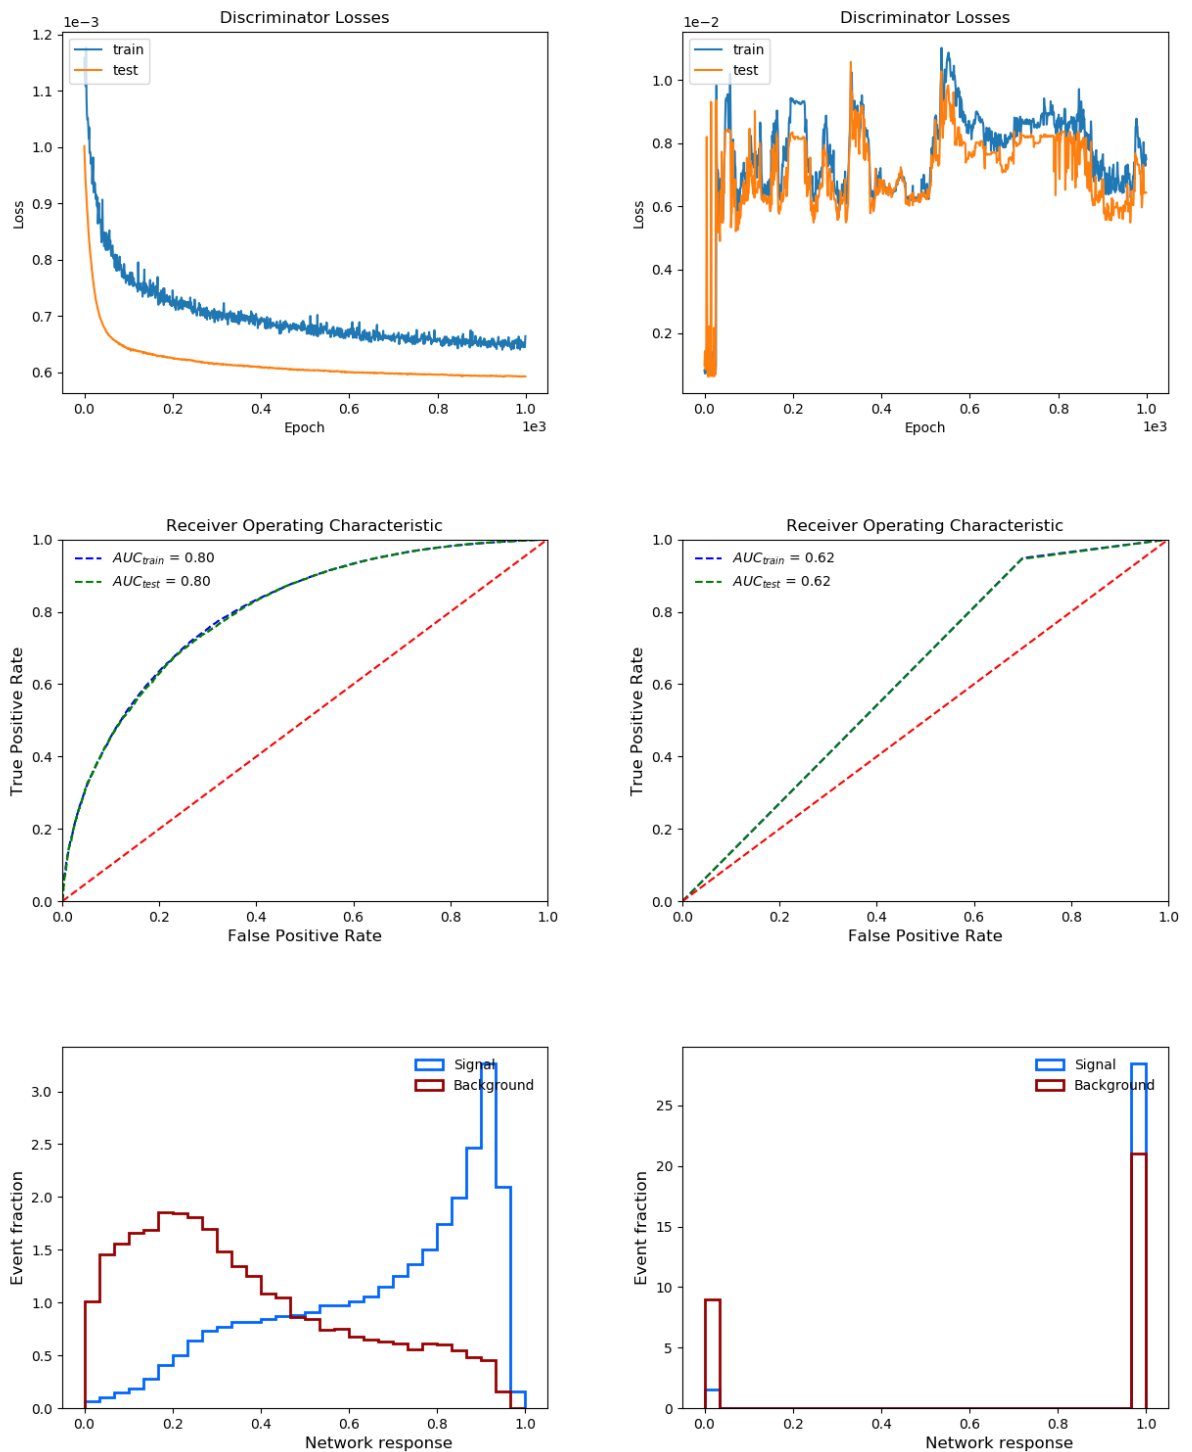 Discriminator Losses
1e−3
train
test
1.2
1.1
1.0
0.9
0.8
0.7
0.6
Loss
0.0 0.2 0.4 0.6 0.8 1.0
Epoch
1e3
Discriminator Losses
1e−2
train
test
1.0
0.8
0.6
0.4
0.2
Loss
0.0 0.2 0.4 0.6 0.8 1.0
Epoch
1e3
Receiver Operating Characteristic
AUCtrain = 0.80
AUCtest = 0.80
1.0
0.8
0.6
0.4
0.2
0.0
True Positive Rate
0.0 0.2 0.4 0.6 0.8 1.0
False Positive Rate
Receiver Operating Characteristic
AUCtrain = 0.62
AUCtest = 0.62
1.0
0.8
0.6
0.4
0.2
0.0
True Positive Rate
0.0 0.2 0.4 0.6 0.8 1.0
False Positive Rate
Signal
Background
3.0
2.5
2.0
1.5
1.0
0.5
0.0
Event fraction
0.0 0.2 0.4 0.6 0.8 1.0
Network response
Signal
Background
25
20
15
10
5
0
Event fraction
0.0 0.2 0.4 0.6 0.8 1.0
Network response